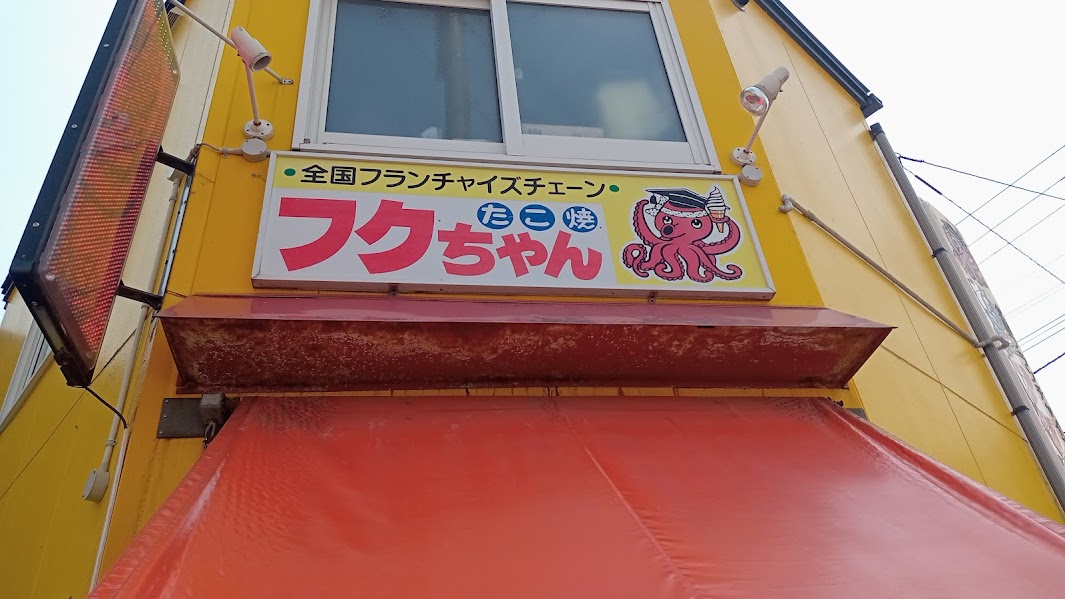 全国フランチャイズチェーン
たこ焼
フクちゃん